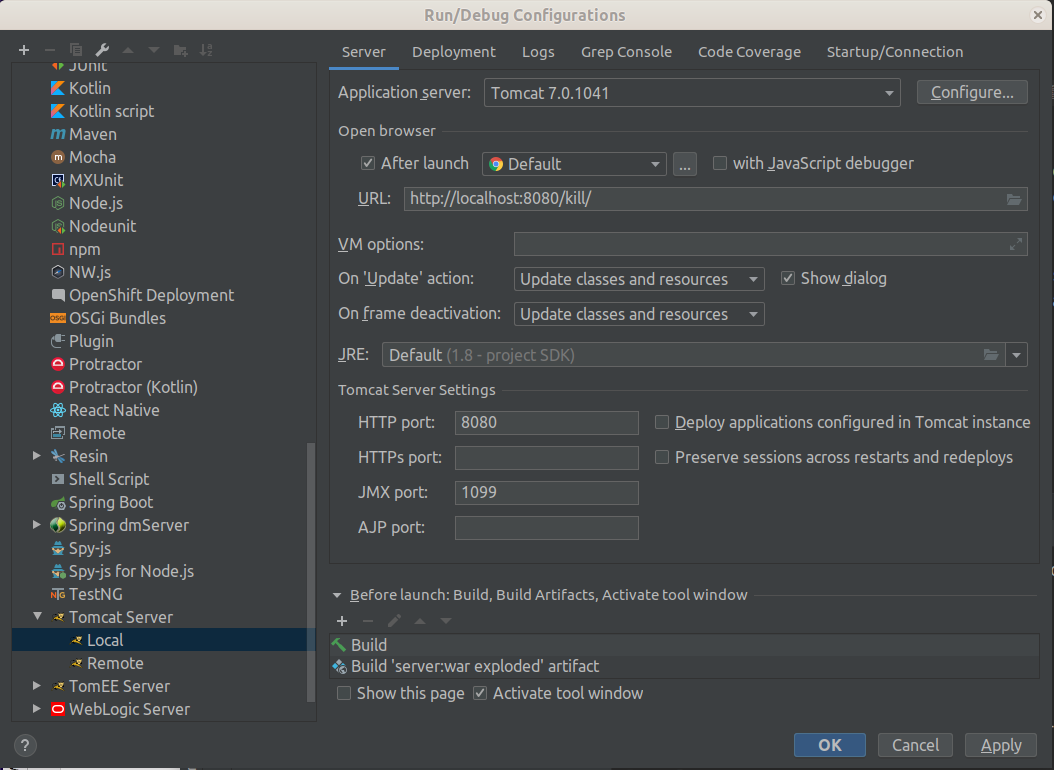 Run/Debug Configurations
JUnit
Kotlin
Kotlin script
Maven
Mocha
MXUnit
Node.js
Nodeunit
npm
NW.js
OpenShift Deployment
OSGi Bundles
Plugin
Protractor
Protractor (Kotlin)
React Native
Remote
Resin
Shell Script
Spring Boot
Spring dmServer
Spy-js
Spy-js for Node.js
TestNG
Tomcat Server
Local
Remote
TomEE Server
WebLogic Server
?
Server Deployment Logs Grep Console Code Coverage Startup/Connection
Application server: Tomcat 7.0.1041 Configure...
Open browser
After launch Default ... with JavaScript debugger
URL: http://localhost:8080/kill/
VM options:
On 'Update' action: Update classes and resources Show dialog
On frame deactivation: Update classes and resources
JRE: Default (1.8 - project SDK)
Tomcat Server Settings
HTTP port: 8080 Deploy applications configured in Tomcat instance
HTTPs port: Preserve sessions across restarts and redeploys
JMX port: 1099
AJP port:
Before launch: Build, Build Artifacts, Activate tool window
Build
Build 'server:war exploded' artifact
Show this page Activate tool window
OK Cancel Apply